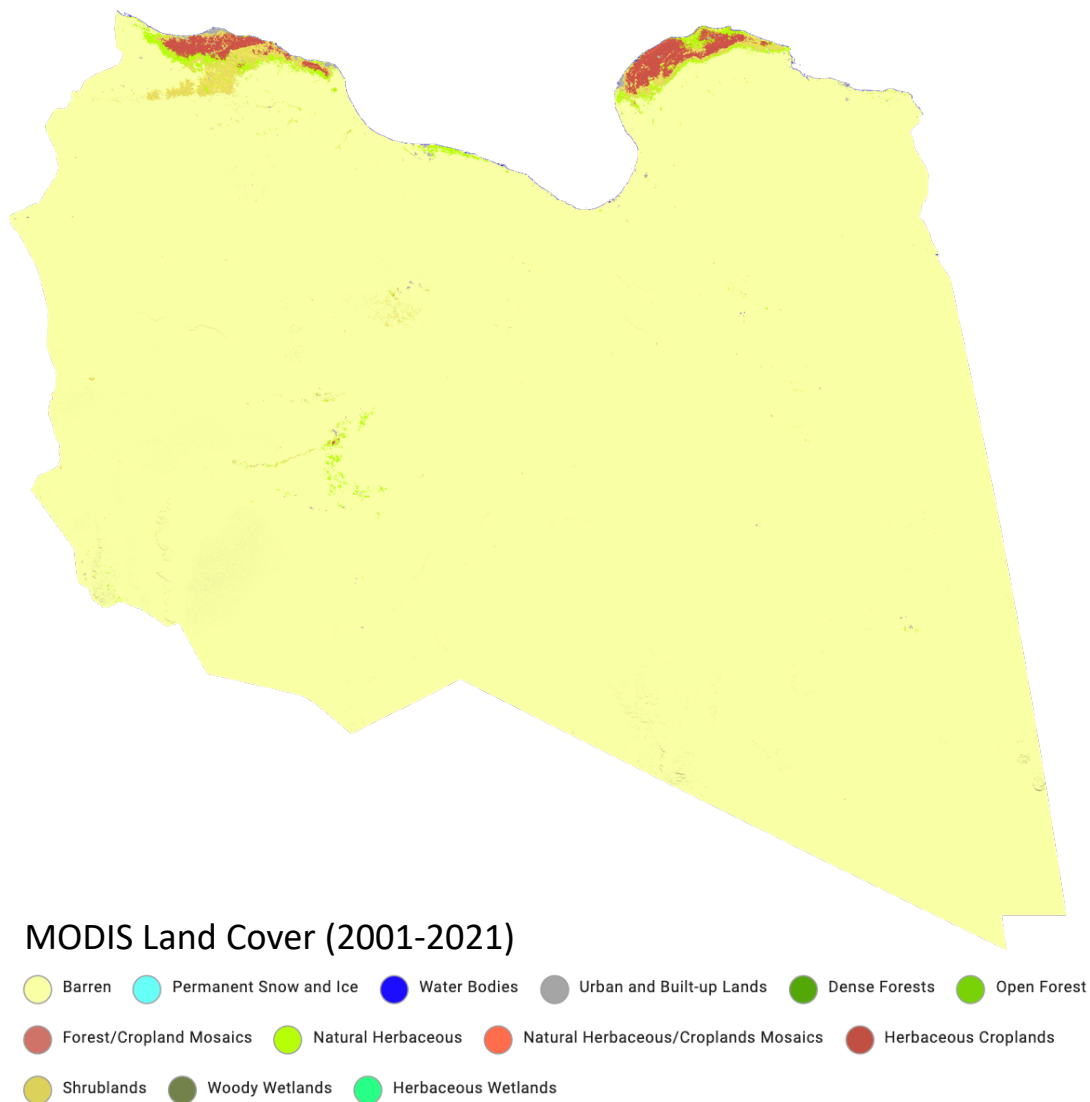 MODIS Land Cover (2001-2021)
Barren Permanent Snow and Ice Water Bodies Urban and Built-up Lands Dense Forests Open Forest
Forest/Cropland Mosaics Natural Herbaceous Natural Herbaceous/Croplands Mosaics Herbaceous Croplands
Shrublands Woody Wetlands Herbaceous Wetlands